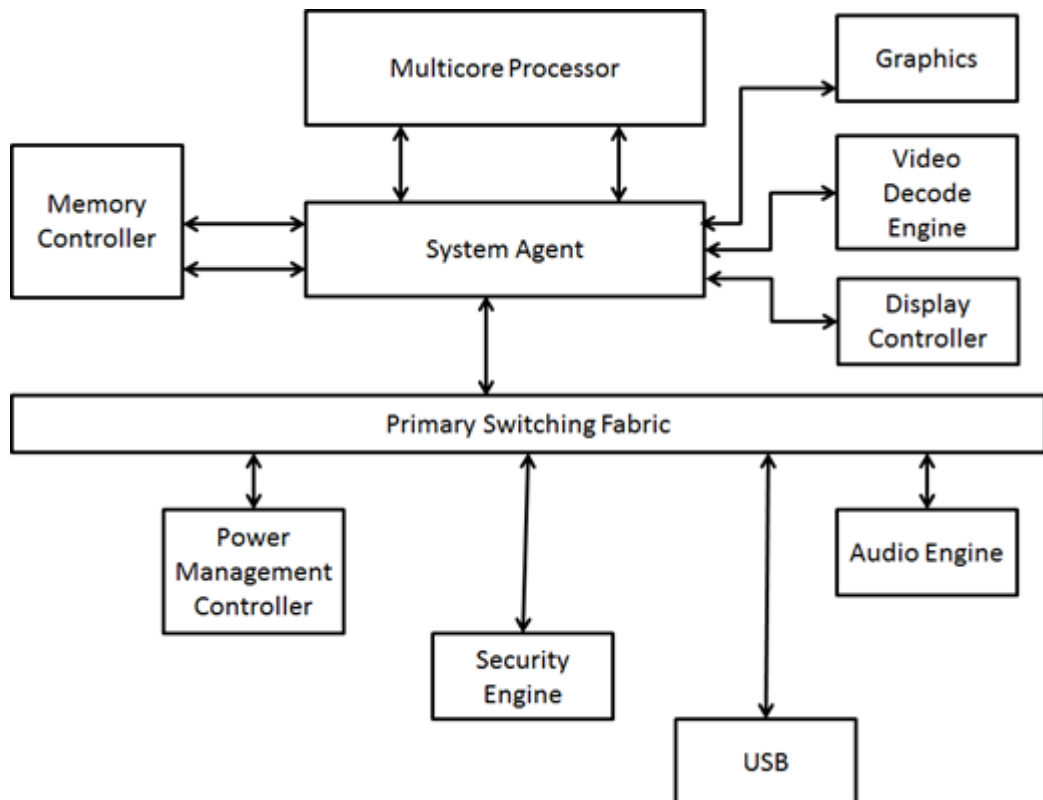 Multicore Processor
Graphics
Memory
Controller
Video
Decode
Engine
System Agent
Display
Controller
Primary Switching Fabric
Power
Management
Controller
Audio Engine
Security
Engine
USB